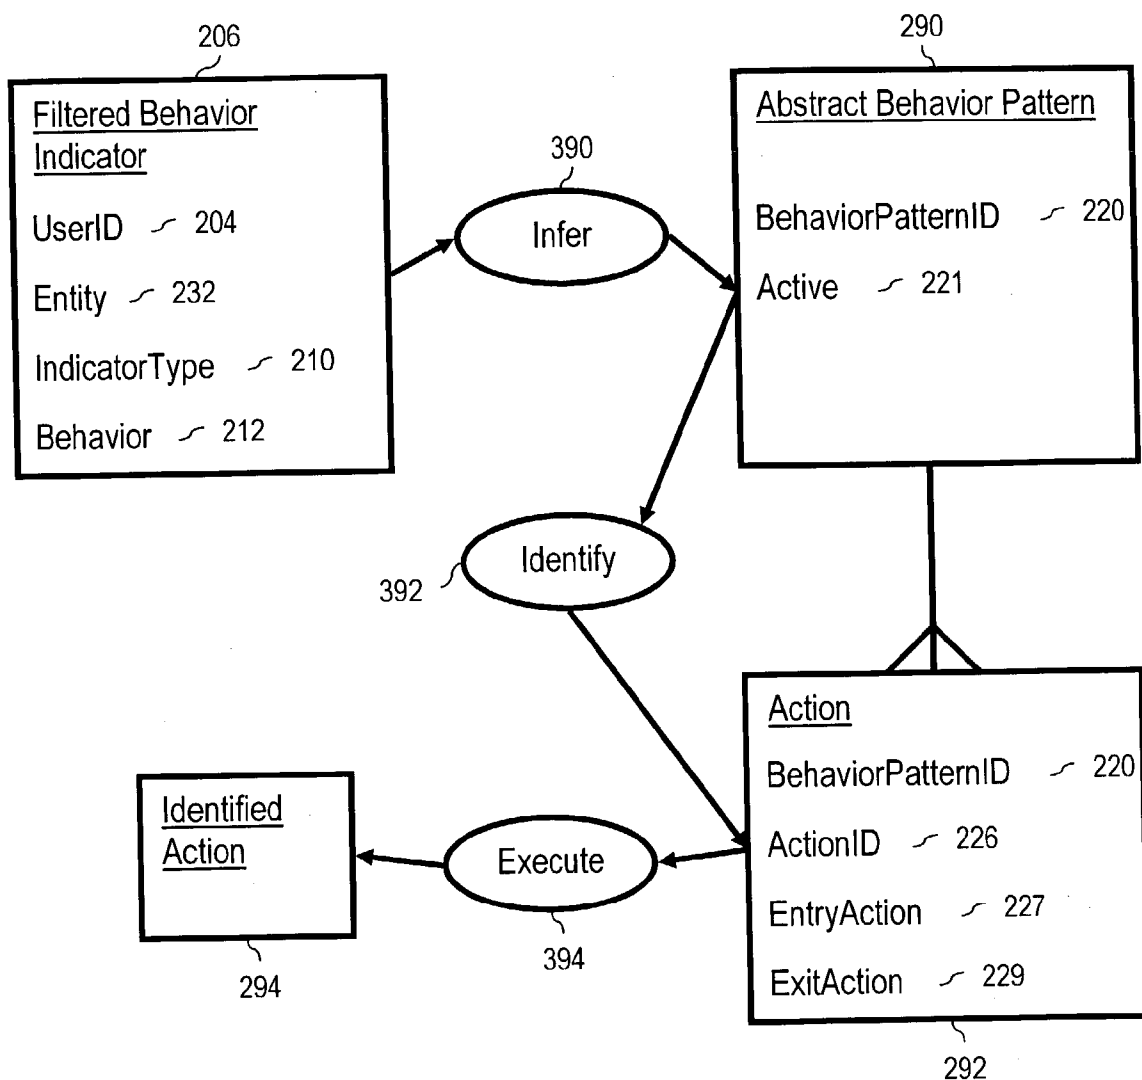 206
Filtered Behavior
Indicator
UserID 204
Entity 232
IndicatorType 210
Behavior 212
390
Infer
290
Abstract Behavior Pattern
BehaviorPatternID 220
Active 221
Identify
392
Action
BehaviorPatternID 220
ActionID 226
EntryAction 227
ExitAction 229
292
Execute
394
Identified
Action
294